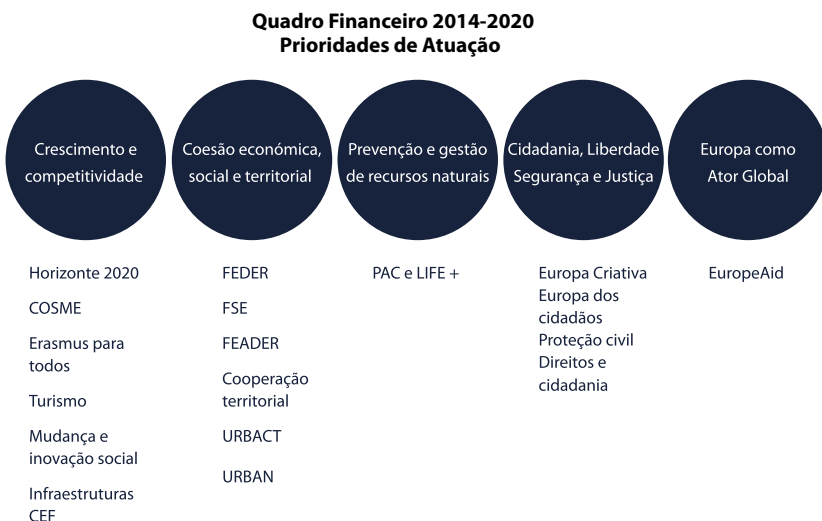 Quadro Financeiro 2014-2020
Prioridades de Atuação
Crescimento e
competitividade
Coesão económica,
social e territorial
Prevenção e gestão
de recursos naturais
Cidadania, Liberdade
Segurança e Justiça
Europa como
Ator Global
Horizonte 2020
COSME
Erasmus para
todos
Turismo
Mudança e
inovação social
Infraestruturas
CEF
FEDER
FSE
FEADER
Cooperação
territorial
URBACT
URBAN
PAC e LIFE +
Europa Criativa
Europa dos
cidadãos
Proteção civil
Direitos e
cidadania
EuropeAid